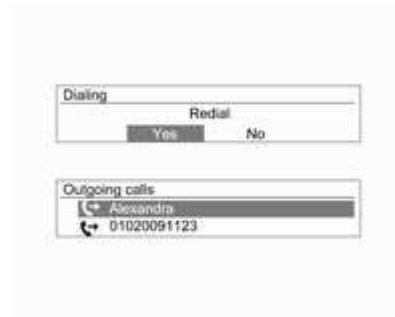 Dialing
Redial
Yes No
Outgoing calls
Alexandra
01020091123